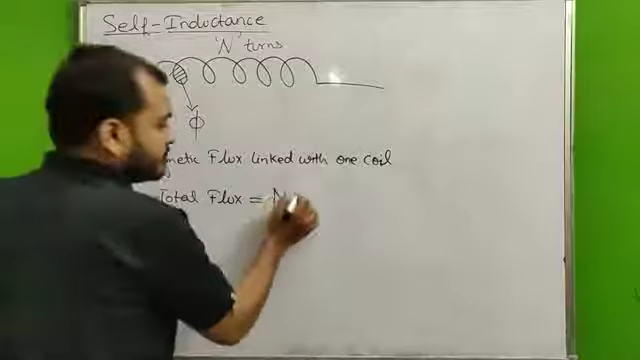 Self-Inductance
'N' turns
ϕ
Flux linked with one coil
Total Flux = N